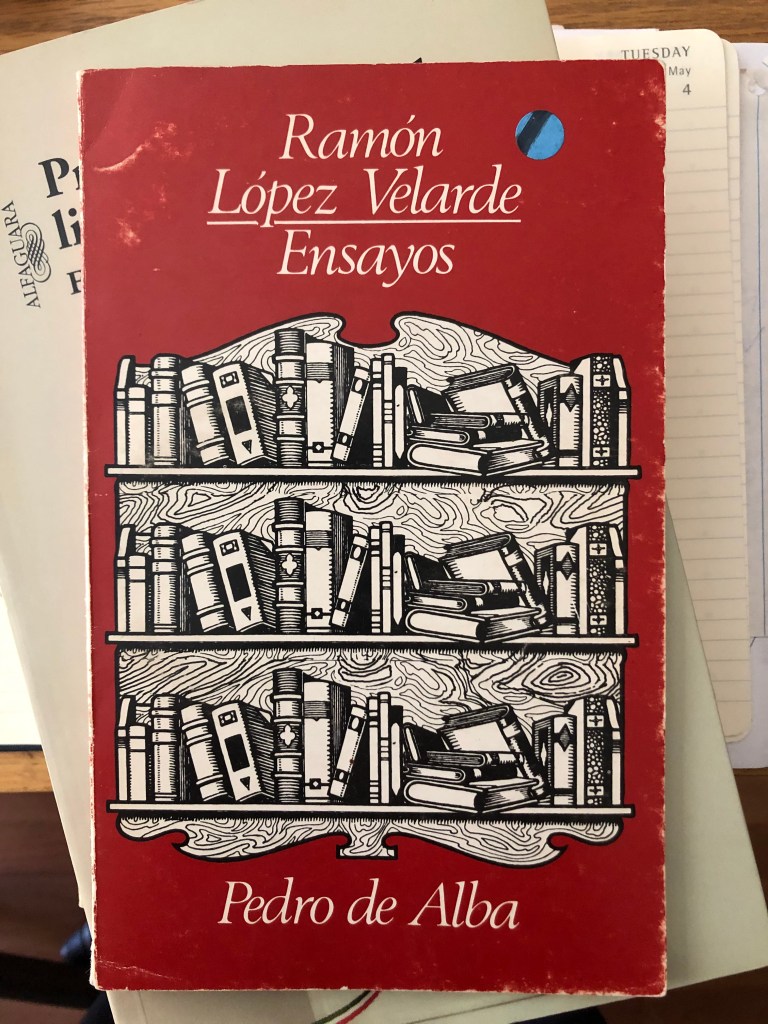 Ramón
López Velarde
Ensayos
Pedro de Alba
ALFAGUARA
TUESDAY
May
4